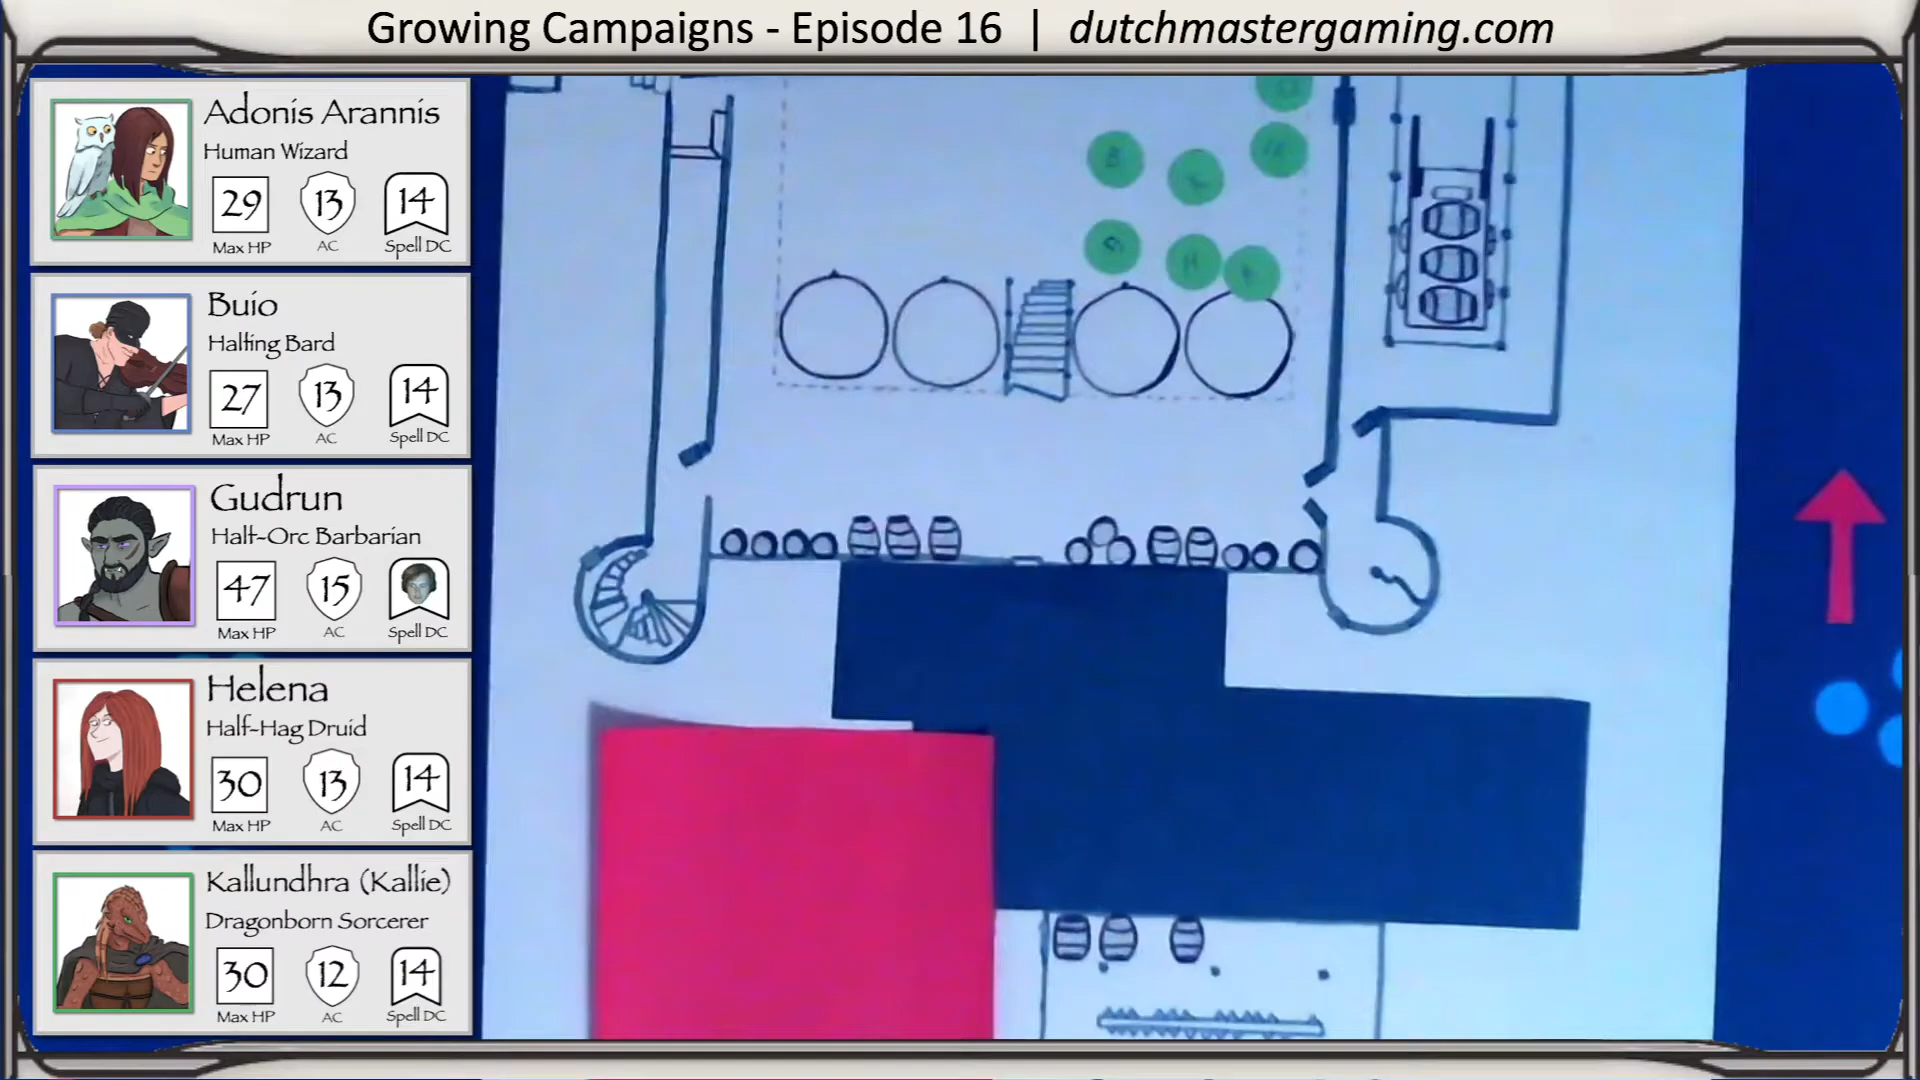 Growing Campaigns - Episode 16 | dutchmastergaming.com
Adonis Arannis
Human Wizard
29 13 14
Max HP AC Spell DC
Buio
Halfing Bard
27 13 14
Max HP AC Spell DC
Gudrun
Half-Orc Barbarian
47 15
Max HP AC Spell DC
Helena
Half-Hag Druid
30 13 14
Max HP AC Spell DC
Kallundhra (Kallie)
Dragonborn Sorcerer
30 12 14
Max HP AC Spell DC
B
H